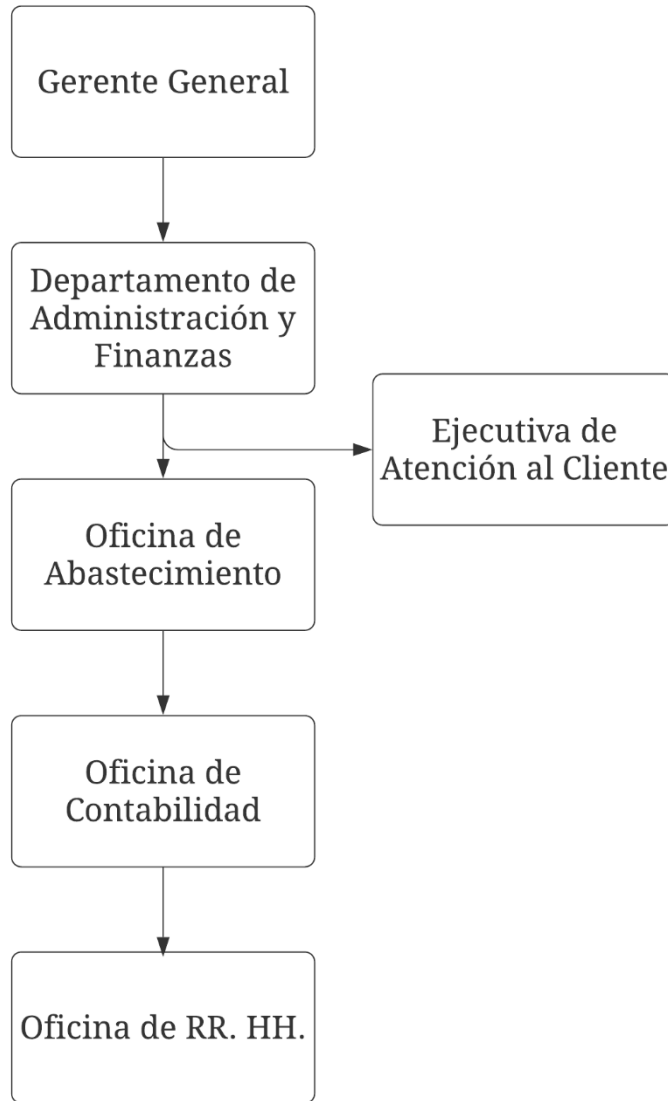 Gerente General
Departamento de
Administración y
Finanzas
Ejecutiva de
Atención al Cliente
Oficina de
Abastecimiento
Oficina de
Contabilidad
Oficina de RR. HH.